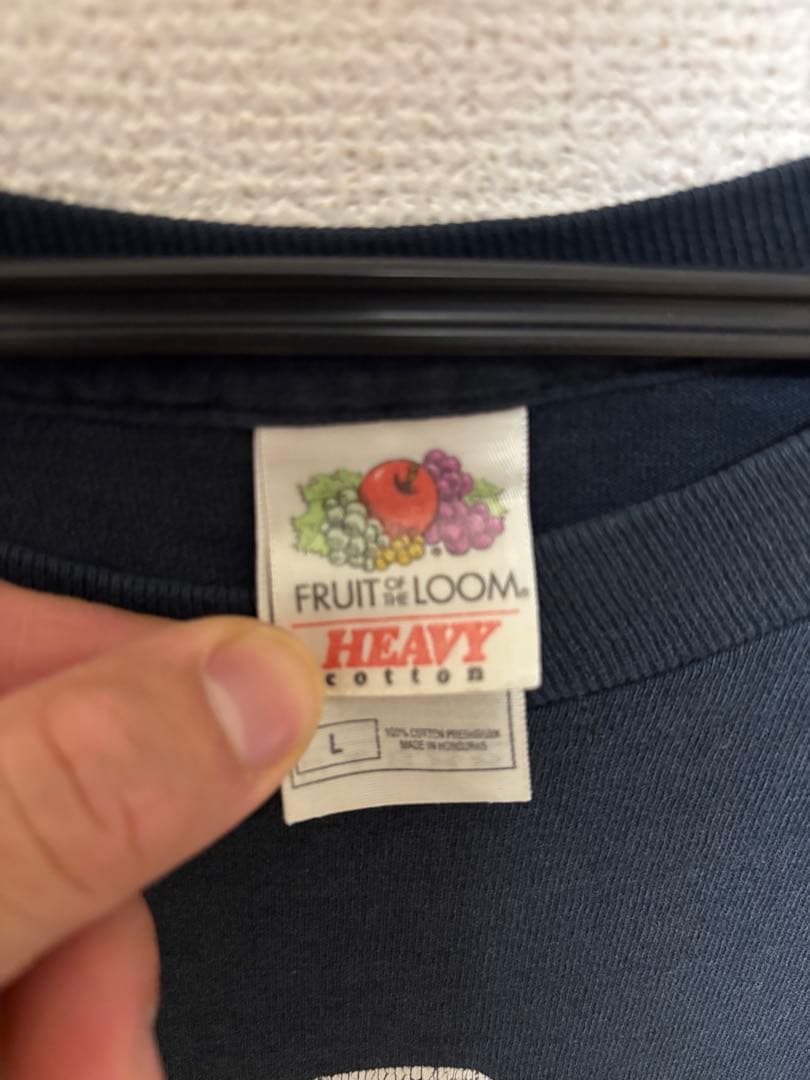 FRUIT OF THE LOOM®
HEAVY
cotton
L
100% COTTON PRESHRUNK
MADE IN HONDURAS